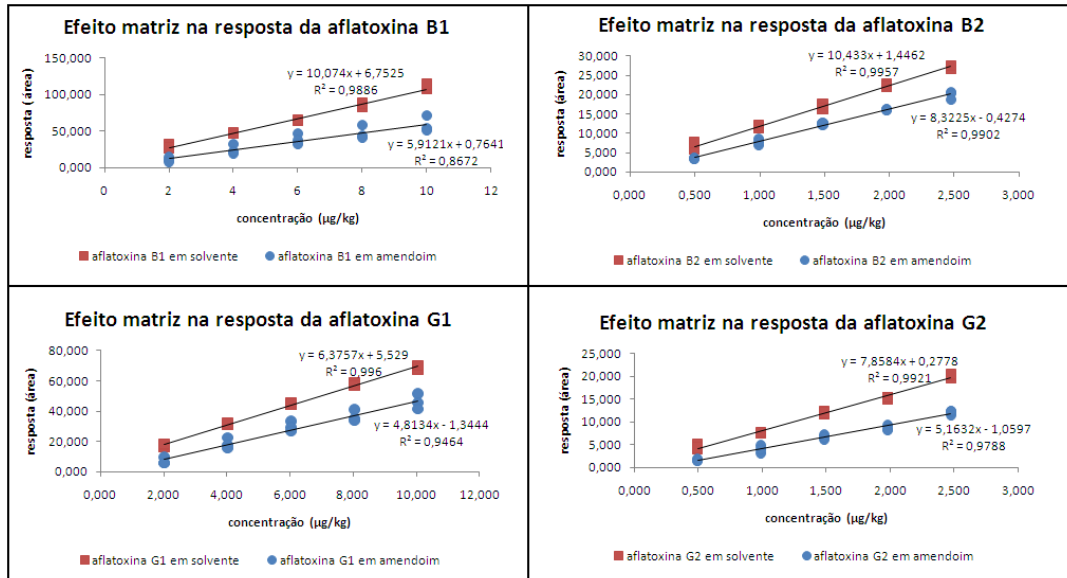 Efeito matriz na resposta da aflatoxina B1
resposta (área)
150,000
100,000
50,000
0,000
y = 10,074x + 6,7525
R² = 0,9886
y = 5,9121x + 0,7641
R² = 0,8672
0 2 4 6 8 10 12
concentração (µg/kg)
aflatoxina B1 em solvente aflatoxina B1 em amendoim
Efeito matriz na resposta da aflatoxina B2
resposta (área)
30,000
25,000
20,000
15,000
10,000
5,000
0,000
y = 10,433x + 1,4462
R² = 0,9957
y = 8,3225x - 0,4274
R² = 0,9902
0,000 0,500 1,000 1,500 2,000 2,500 3,000
concentração (µg/kg)
aflatoxina B2 em solvente aflatoxina B2 em amendoim
Efeito matriz na resposta da aflatoxina G1
resposta (área)
80,000
60,000
40,000
20,000
0,000
y = 6,3757x + 5,529
R² = 0,996
y = 4,8134x - 1,3444
R² = 0,9464
0,000 2,000 4,000 6,000 8,000 10,000 12,000
concentração (µg/kg)
aflatoxina G1 em solvente aflatoxina G1 em amendoim
Efeito matriz na resposta da aflatoxina G2
resposta (área)
25,000
20,000
15,000
10,000
5,000
0,000
y = 7,8584x + 0,2778
R² = 0,9921
y = 5,1632x - 1,0597
R² = 0,9788
0,000 0,500 1,000 1,500 2,000 2,500 3,000
concentração (µg/kg)
aflatoxina G2 em solvente aflatoxina G2 em amendoim